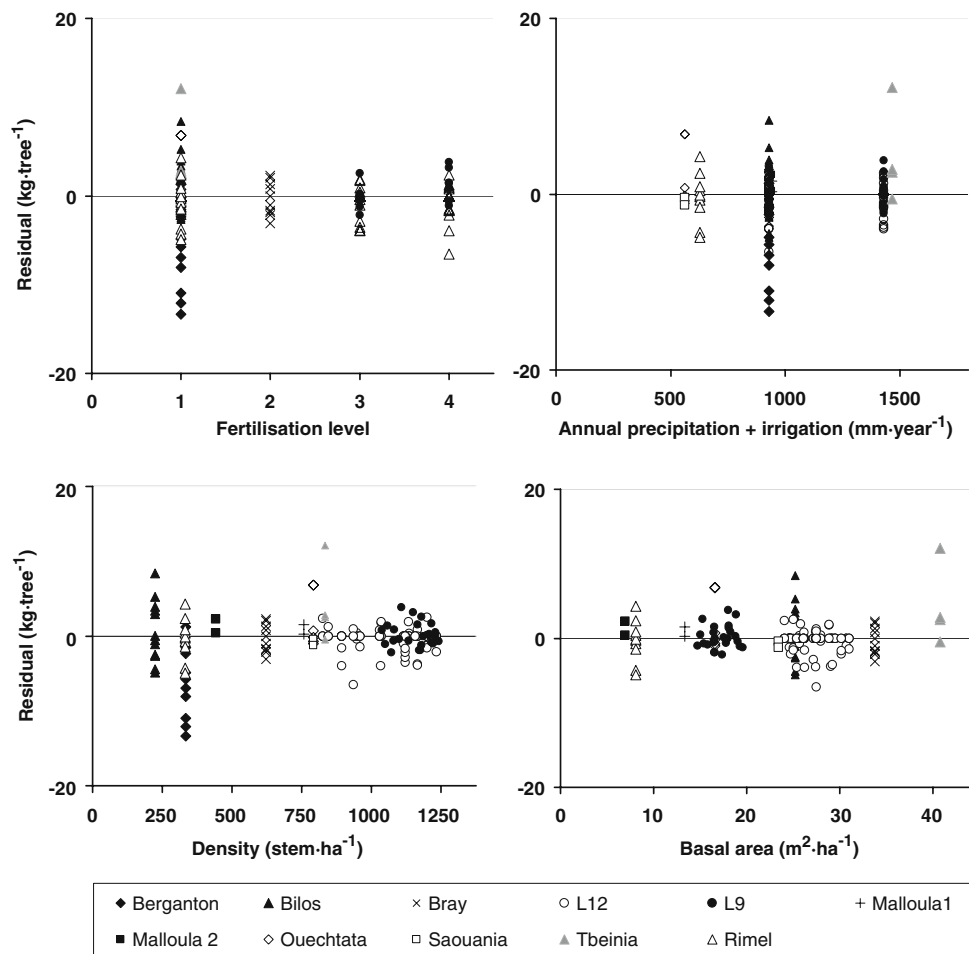 20
0
-20
Residual (kg·tree⁻¹)
0 1 2 3 4
Fertilisation level
20
0
-20
0 500 1000 1500
Annual precipitation + irrigation (mm·year⁻¹)
20
0
-20
Residual (kg·tree⁻¹)
0 250 500 750 1000 1250
Density (stem·ha⁻¹)
20
0
-20
0 10 20 30 40
Basal area (m²·ha⁻¹)
Berganton Bilos Bray L12 L9 Malloula1
Malloula 2 Ouechtata Saouania Tbeinia Rimel